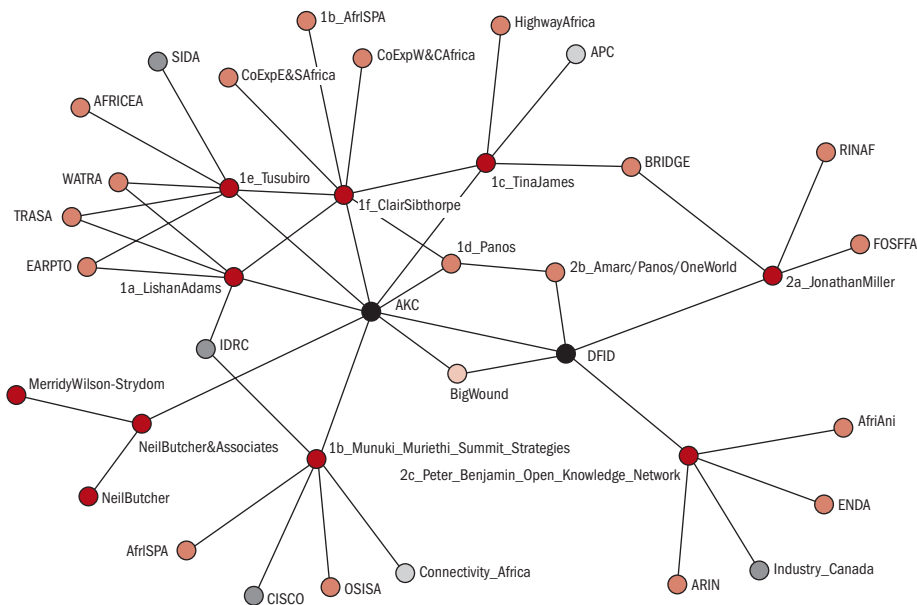 1b_AfrISPA
HighwayAfrica
SIDA
CoExpW&CAfrica
APC
CoExpE&SAfrica
AFRICEA
RINAF
BRIDGE
WATRA
1e_Tusubiro
1c_TinaJames
1f_ClairSibthorpe
TRASA
1d_Panos
FOSFFA
EARPTO
2b_Amarc/Panos/OneWorld
1a_LishanAdams
2a_JonathanMiller
AKC
IDRC
DFID
MerridyWilson-Strydom
BigWound
AfriAni
NeilButcher&Associates
1b_Munuki_Muriethi_Summit_Strategies
2c_Peter_Benjamin_Open_Knowledge_Network
NeilButcher
ENDA
AfrISPA
Connectivity_Africa
Industry_Canada
OSISA
ARIN
CISCO